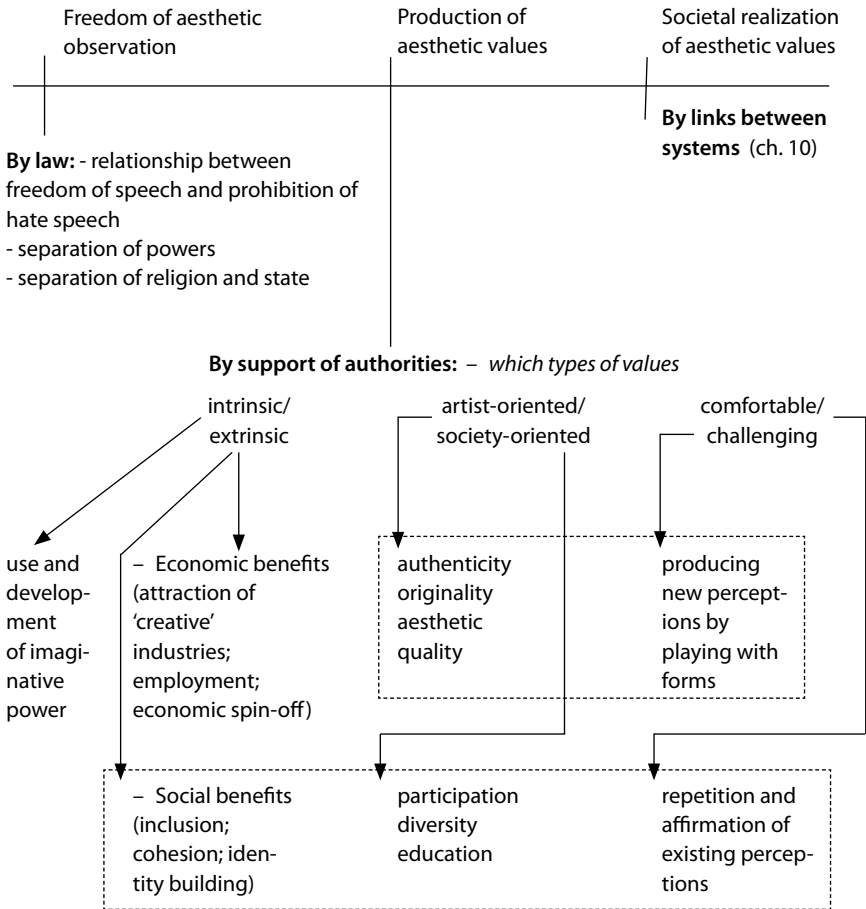 Freedom of aesthetic
observation
Production of
aesthetic values
Societal realization
of aesthetic values
By links between
systems (ch. 10)
By law: - relationship between
freedom of speech and prohibition of
hate speech
- separation of powers
- separation of religion and state
By support of authorities: – which types of values
intrinsic/
extrinsic
artist-oriented/
society-oriented
comfortable/
challenging
use and
develop-
ment
of imagi-
native
power
– Economic benefits
(attraction of
‘creative’
industries;
employment;
economic spin-off)
authenticity
originality
aesthetic
quality
producing
new percept-
ions by
playing with
forms
– Social benefits
(inclusion;
cohesion; iden-
tity building)
participation
diversity
education
repetition and
affirmation of
existing percep-
tions